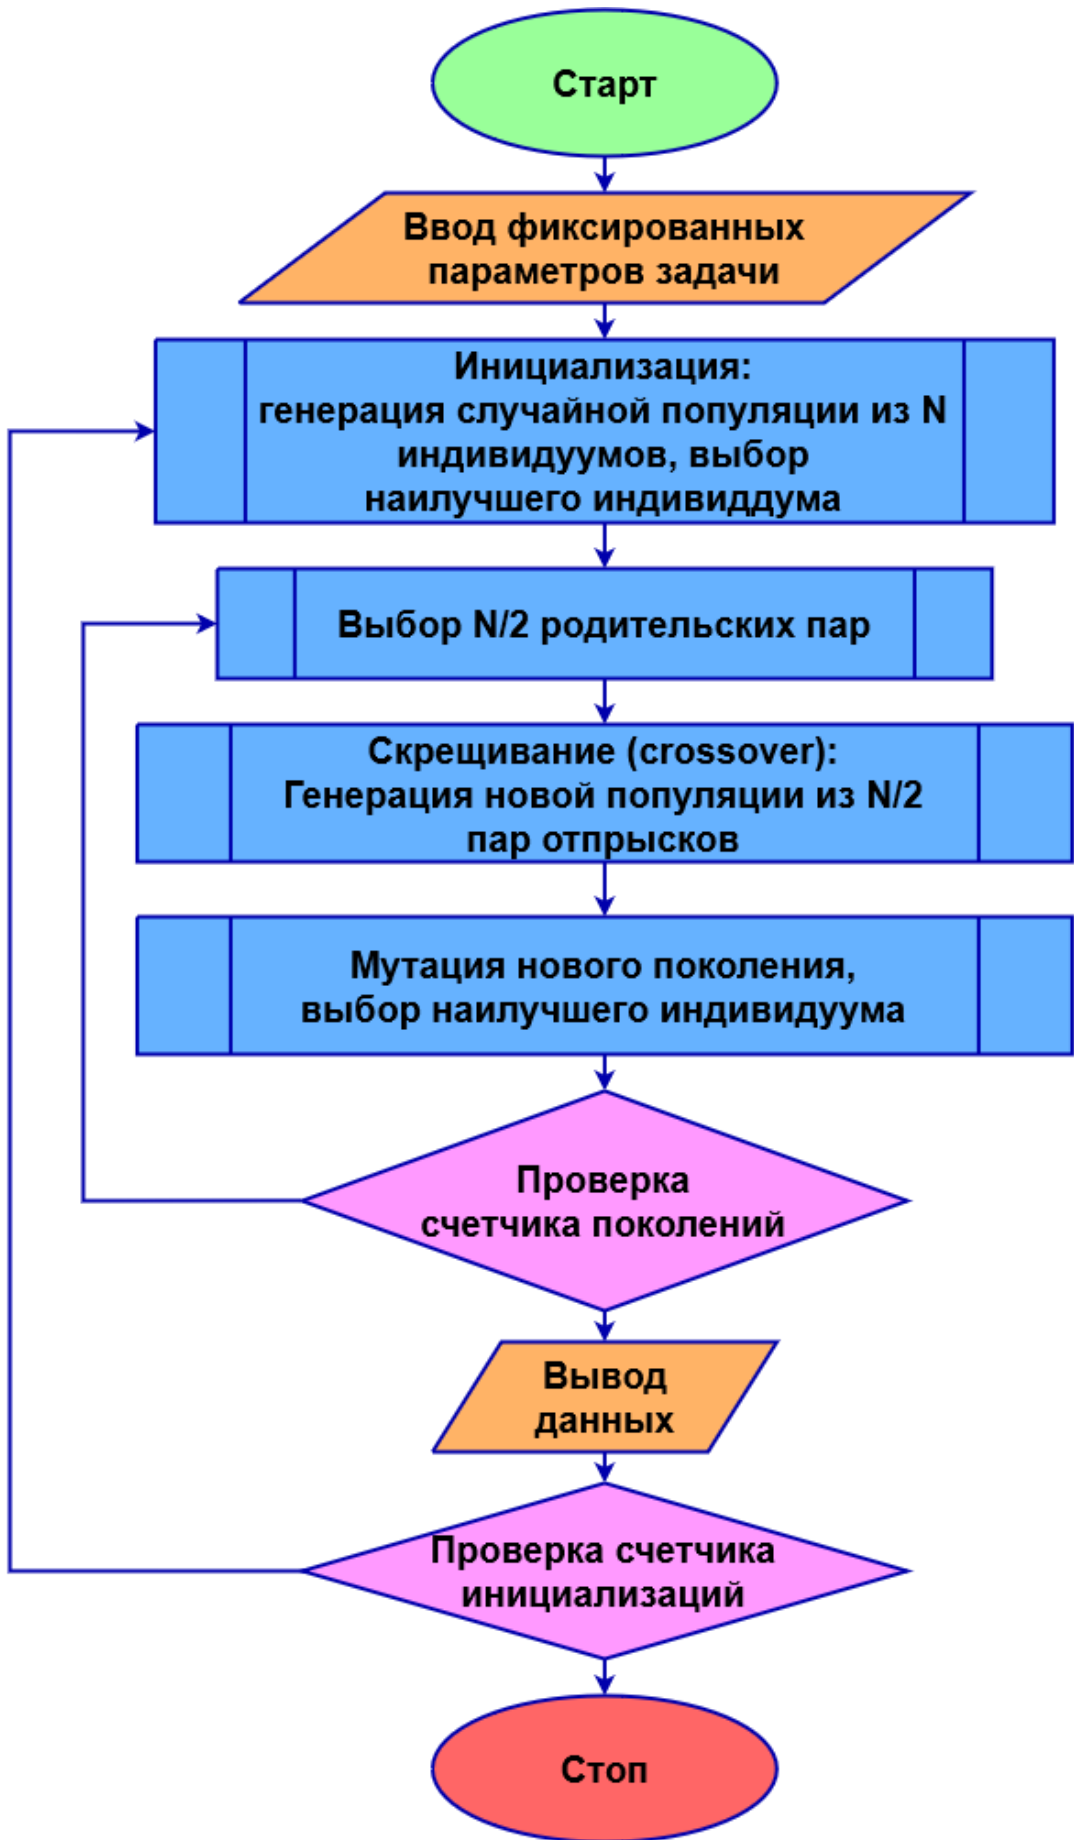 Старт
Ввод фиксированных
параметров задачи
Инициализация:
генерация случайной популяции из N
индивидуумов, выбор
наилучшего индивиддума
Выбор N/2 родительских пар
Скрещивание (crossover):
Генерация новой популяции из N/2
пар отпрысков
Мутация нового поколения,
выбор наилучшего индивидуума
Проверка
счетчика поколений
Вывод
данных
Проверка счетчика
инициализаций
Стоп